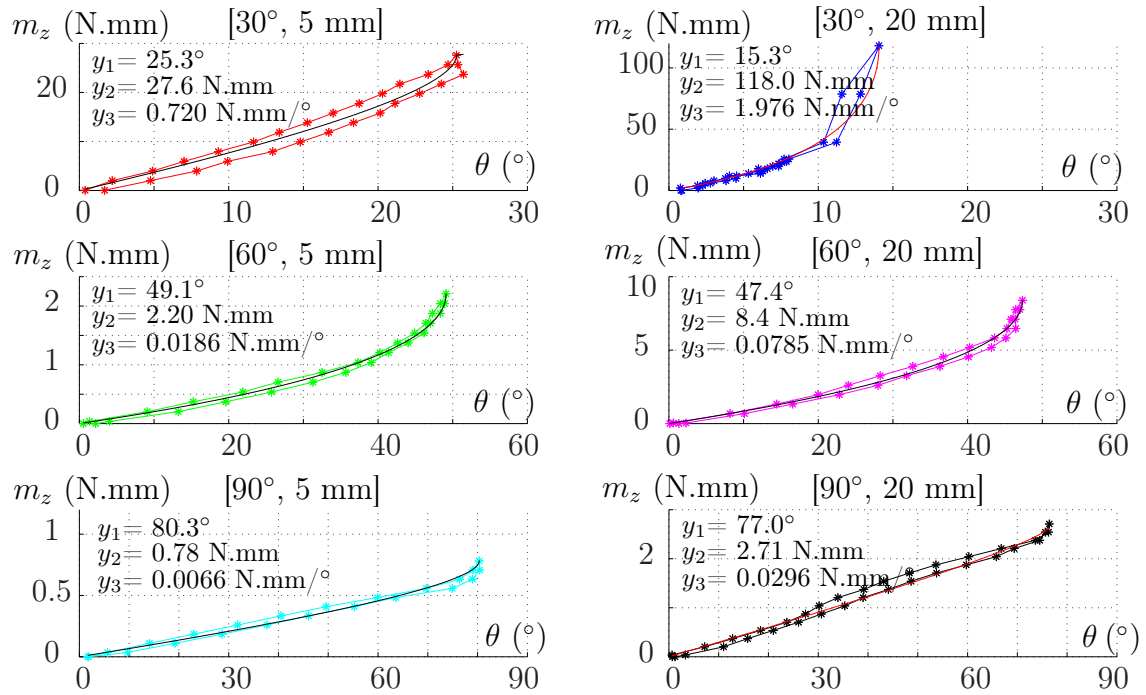 m_z (N.mm) [30°, 5 mm]
y_1= 25.3°
y_2= 27.6 N.mm
y_3= 0.720 N.mm/°
20
0
θ (°)
0 10 20 30
m_z (N.mm) [30°, 20 mm]
y_1= 15.3°
y_2= 118.0 N.mm
y_3= 1.976 N.mm/°
100
50
0
θ (°)
0 10 20 30
m_z (N.mm) [60°, 5 mm]
y_1= 49.1°
y_2= 2.20 N.mm
y_3= 0.0186 N.mm/°
2
1
0
θ (°)
0 20 40 60
m_z (N.mm) [60°, 20 mm]
y_1= 47.4°
y_2= 8.4 N.mm
y_3= 0.0785 N.mm/°
10
5
0
θ (°)
0 20 40 60
m_z (N.mm) [90°, 5 mm]
y_1= 80.3°
y_2= 0.78 N.mm
y_3= 0.0066 N.mm/°
1
0.5
0
θ (°)
0 30 60 90
m_z (N.mm) [90°, 20 mm]
y_1= 77.0°
y_2= 2.71 N.mm
y_3= 0.0296 N.mm/°
2
0
θ (°)
0 30 60 90